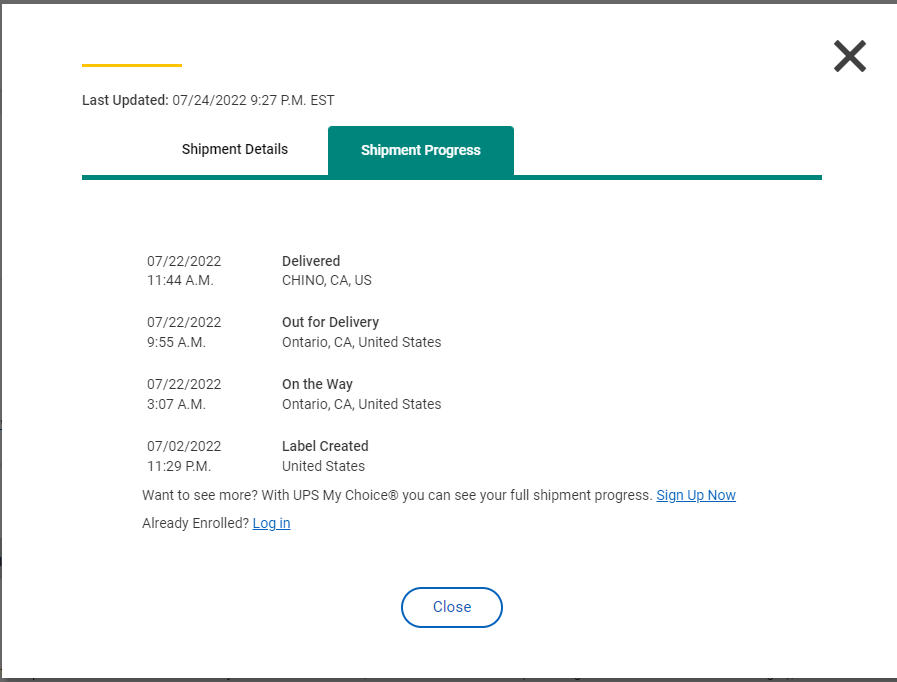 Last Updated: 07/24/2022 9:27 P.M. EST
Shipment Details Shipment Progress
07/22/2022 Delivered
11:44 A.M. CHINO, CA, US
07/22/2022 Out for Delivery
9:55 A.M. Ontario, CA, United States
07/22/2022 On the Way
3:07 A.M. Ontario, CA, United States
07/02/2022 Label Created
11:29 P.M. United States
Want to see more? With UPS My Choice® you can see your full shipment progress. Sign Up Now
Already Enrolled? Log in
Close